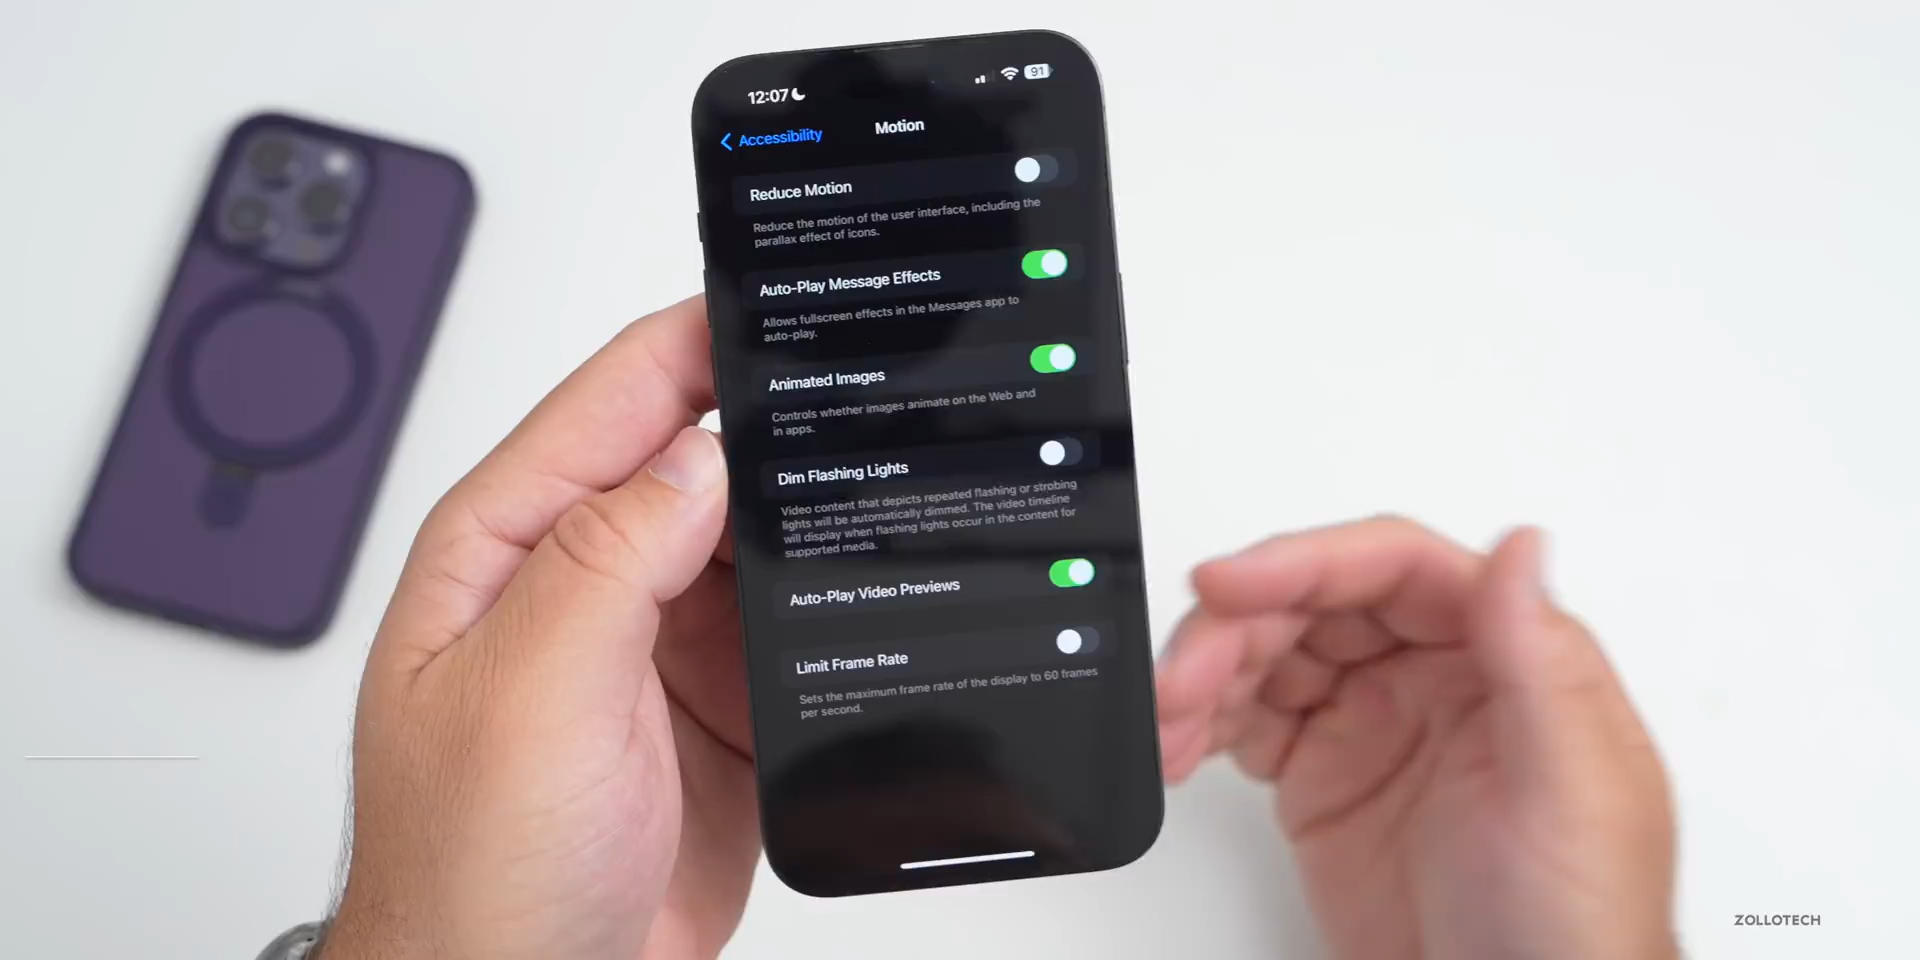 12:07
91
Accessibility
Motion
Reduce Motion
Reduce the motion of the user interface, including the
parallax effect of icons.
Auto-Play Message Effects
Allows fullscreen effects in the Messages app to
auto-play.
Animated Images
Controls whether images animate on the Web and
in apps.
Dim Flashing Lights
Video content that depicts repeated flashing or strobing
lights will be automatically dimmed. The video timeline
will display when flashing lights occur in the content for
supported media.
Auto-Play Video Previews
Limit Frame Rate
Sets the maximum frame rate of the display to 60 frames
per second.
ZOLLOTECH